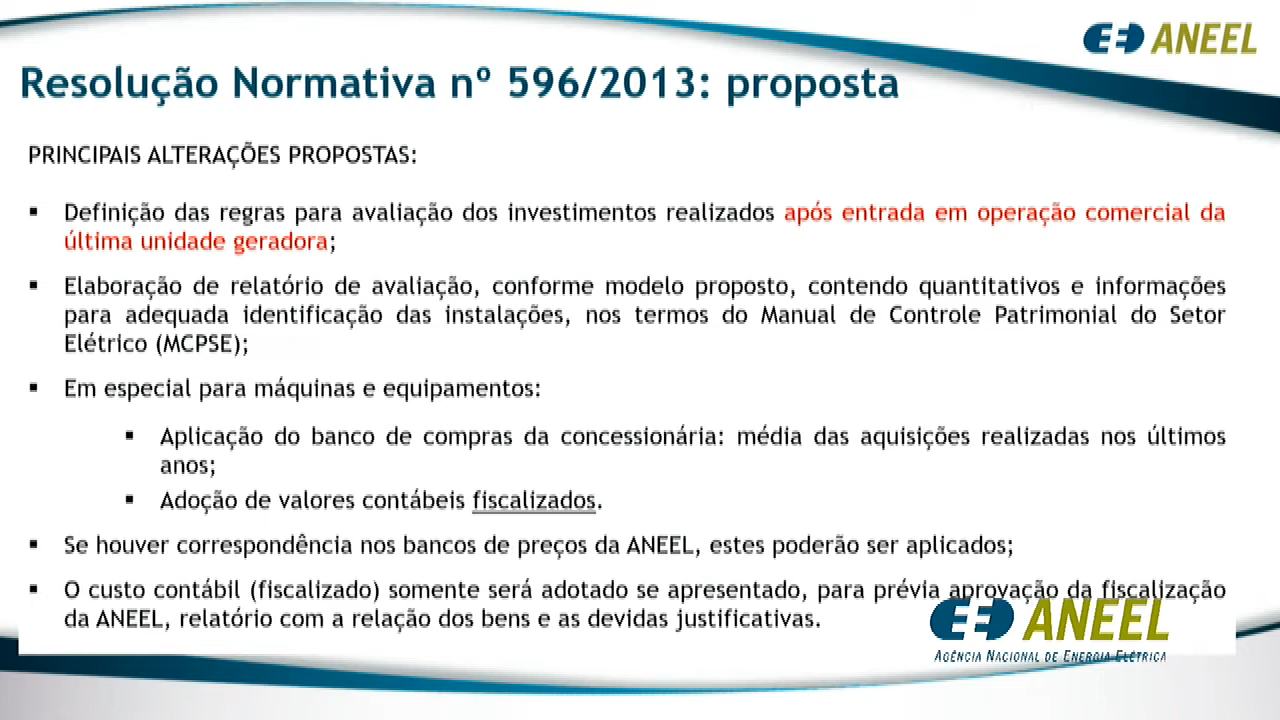 ANEEL
Resolução Normativa nº 596/2013: proposta
PRINCIPAIS ALTERAÇÕES PROPOSTAS:
▪ Definição das regras para avaliação dos investimentos realizados após entrada em operação comercial da
última unidade geradora;
▪ Elaboração de relatório de avaliação, conforme modelo proposto, contendo quantitativos e informações
para adequada identificação das instalações, nos termos do Manual de Controle Patrimonial do Setor
Elétrico (MCPSE);
▪ Em especial para máquinas e equipamentos:
▪ Aplicação do banco de compras da concessionária: média das aquisições realizadas nos últimos
anos;
▪ Adoção de valores contábeis fiscalizados.
▪ Se houver correspondência nos bancos de preços da ANEEL, estes poderão ser aplicados;
▪ O custo contábil (fiscalizado) somente será adotado se apresentado, para prévia aprovação da fiscalização
da ANEEL, relatório com a relação dos bens e as devidas justificativas.
ANEEL
AGÊNCIA NACIONAL DE ENERGIA ELÉTRICA